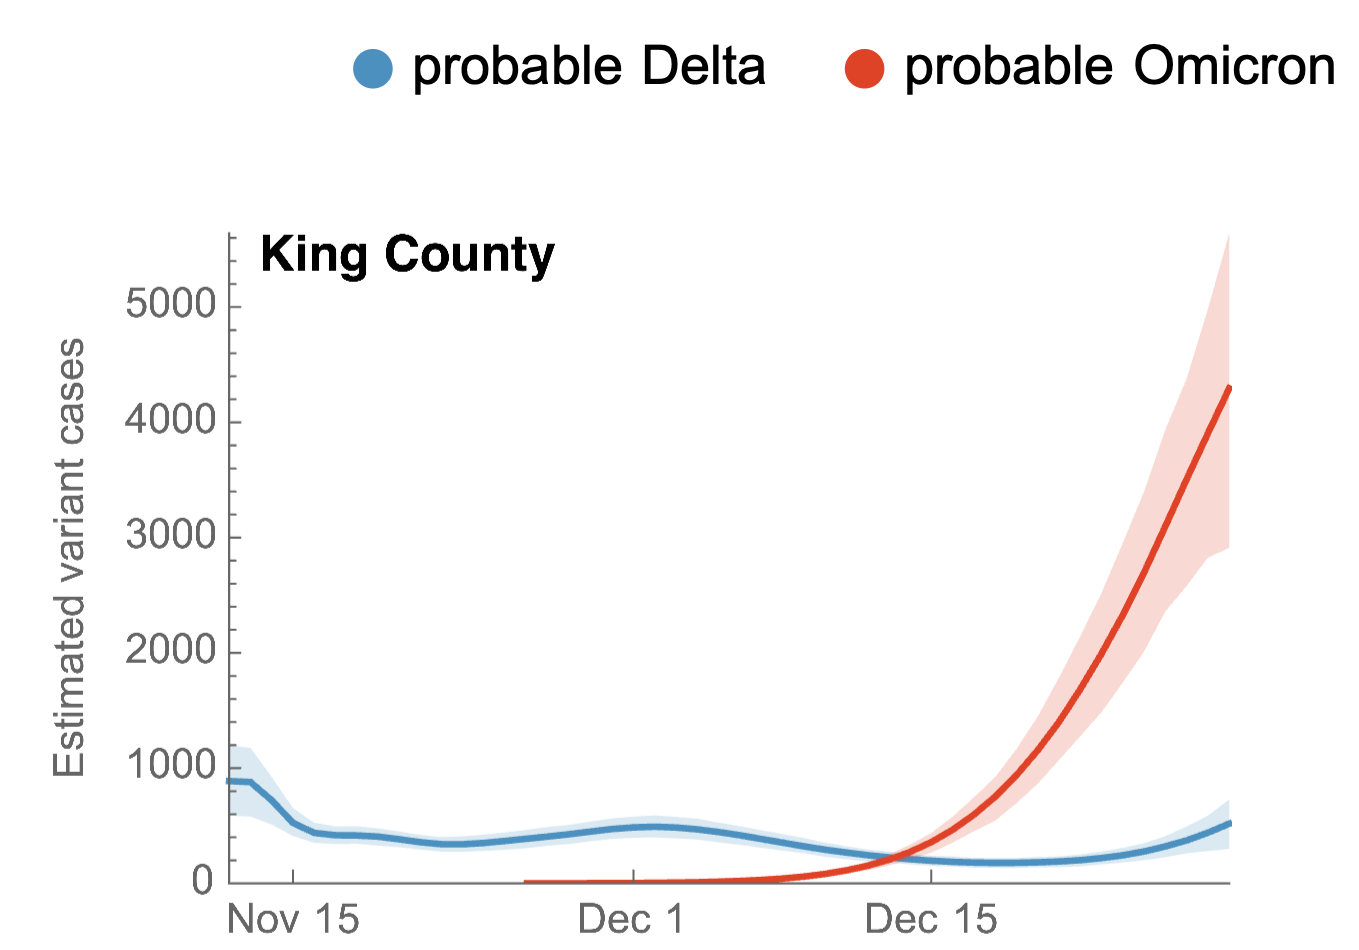 probable Delta probable Omicron
King County
Estimated variant cases
5000
4000
3000
2000
1000
0
Nov 15 Dec 1 Dec 15